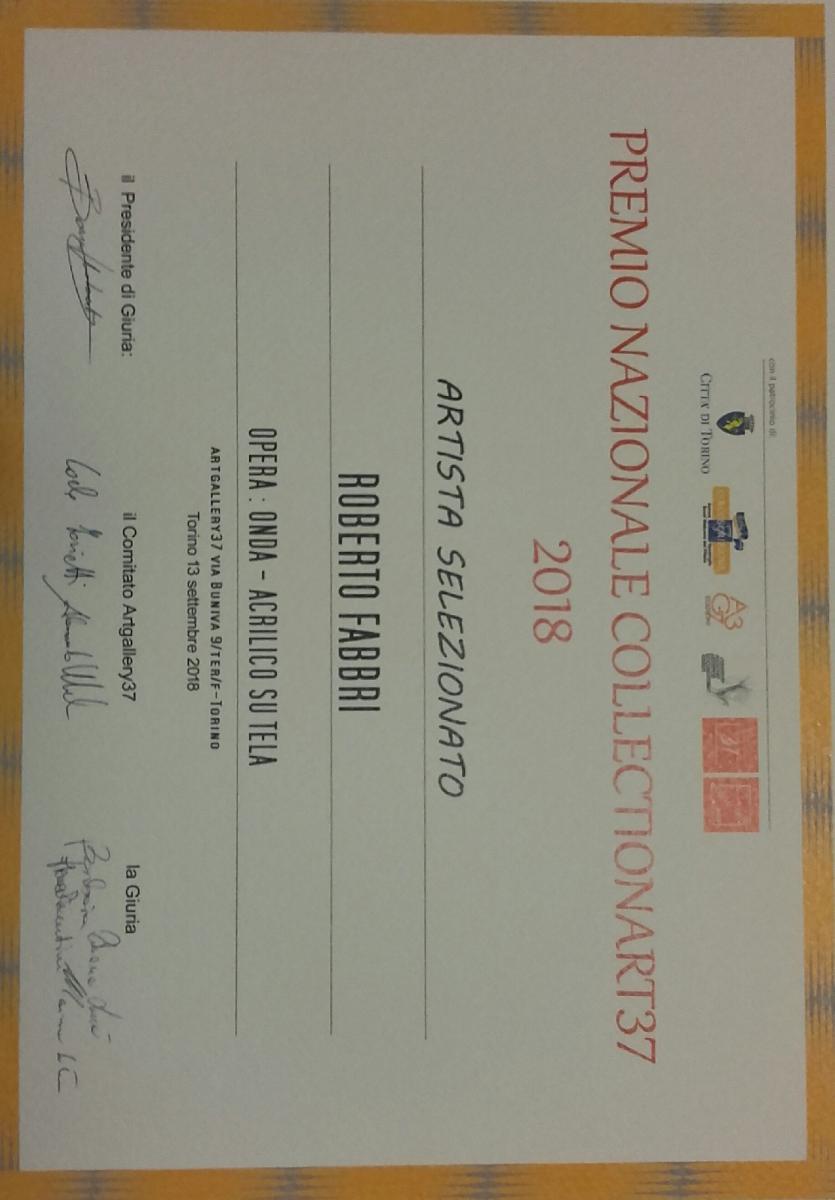 con il patrocinio di:
CITTÀ DI TORINO
PREMIO NAZIONALE COLLECTIONART37
2018
ARTISTA SELEZIONATO
ROBERTO FABBRI
OPERA : ONDA - ACRILICO SU TELA
ARTGALLERY37 VIA BUNIVA 9/TER/F-TORINO
Torino 13 settembre 2018
il Presidente di Giuria:
il Comitato Artgallery37
la Giuria